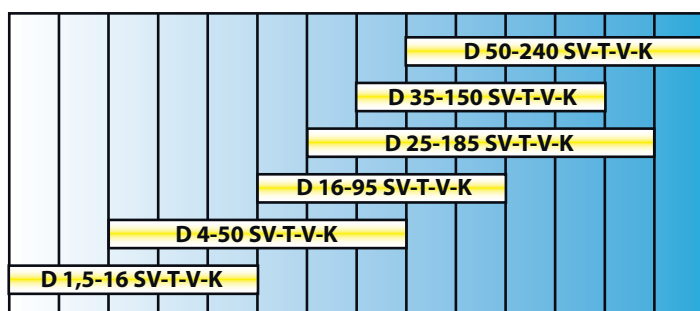 D 50-240 SV-T-V-K
D 35-150 SV-T-V-K
D 25-185 SV-T-V-K
D 16-95 SV-T-V-K
D 4-50 SV-T-V-K
D 1,5-16 SV-T-V-K